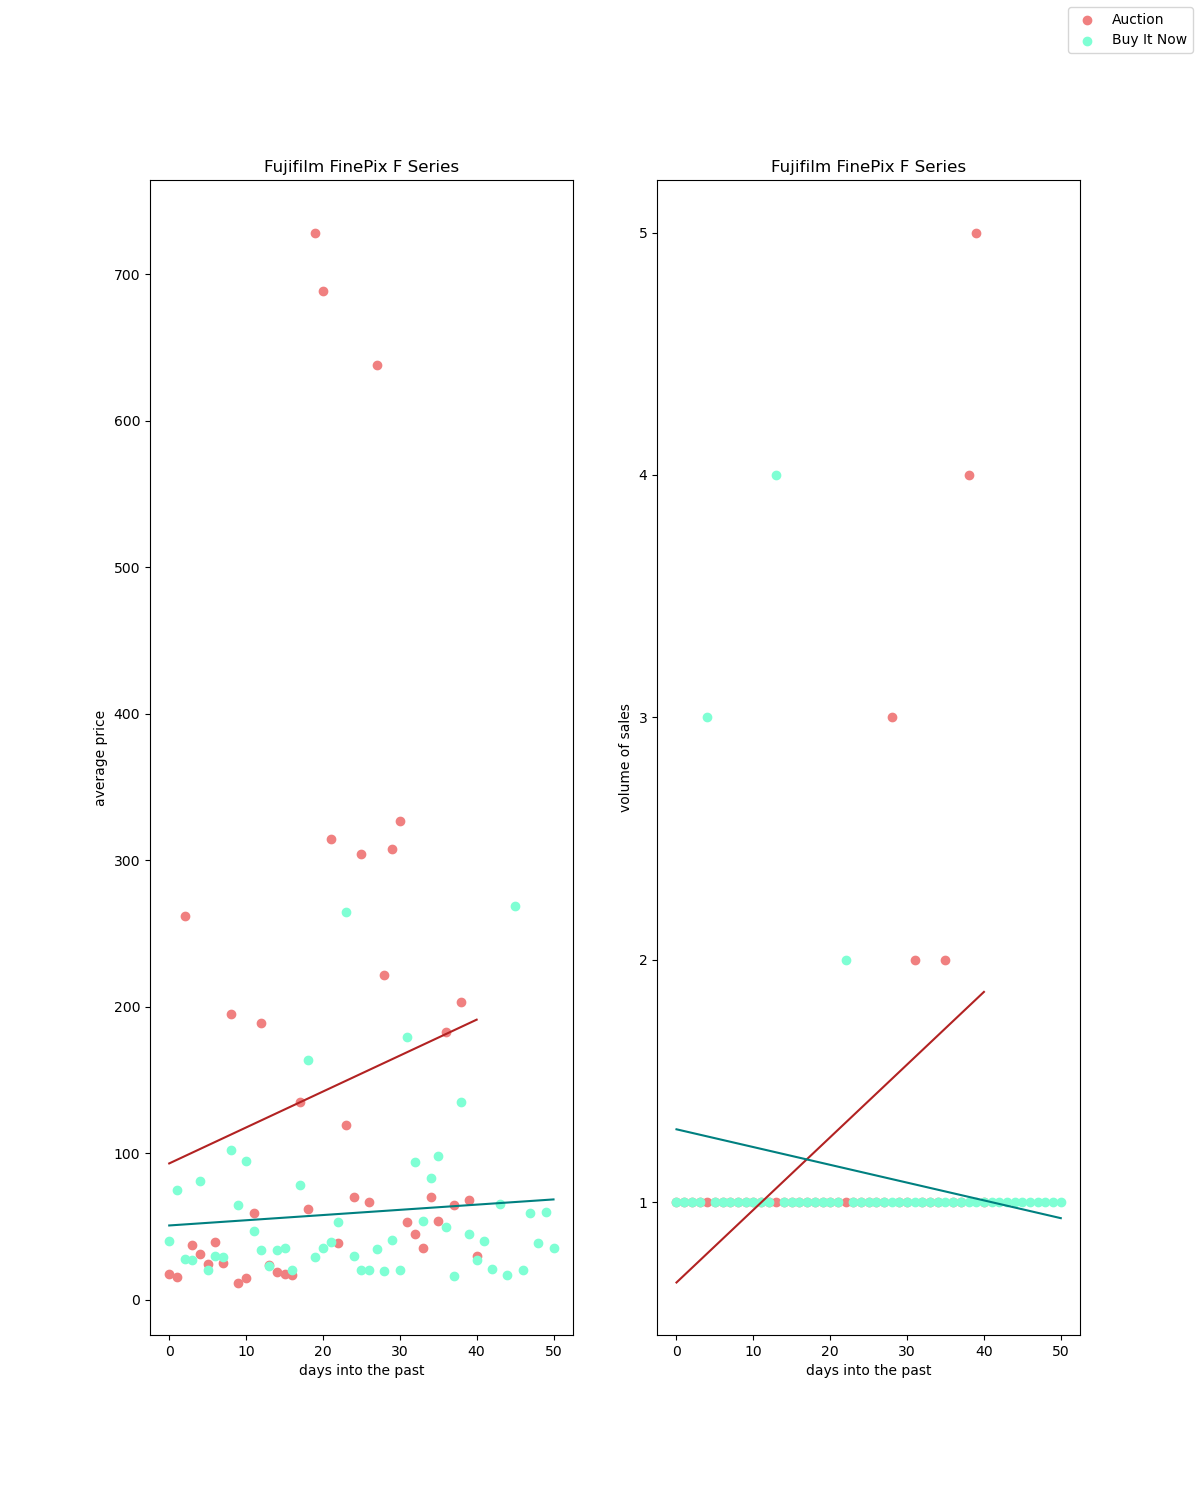 Auction
Buy It Now
Fujifilm FinePix F Series
average price
700
600
500
400
300
200
100
0
0 10 20 30 40 50
days into the past
Fujifilm FinePix F Series
volume of sales
5
4
3
2
1
0 10 20 30 40 50
days into the past